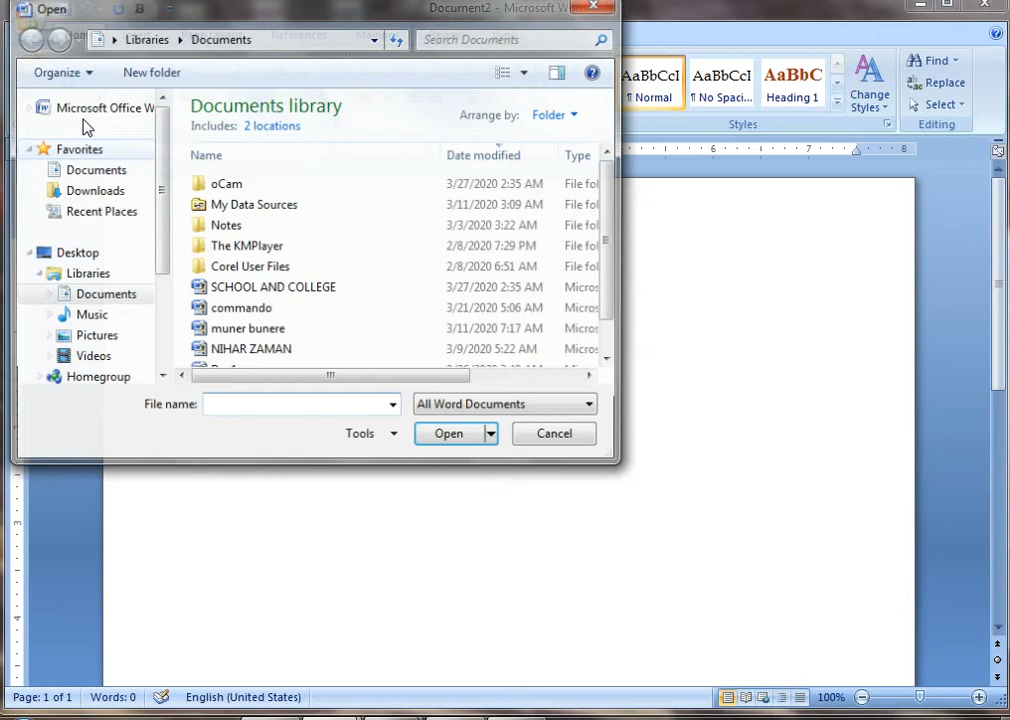 Open
Document2 - Microsoft W
Libraries Documents
Search Documents
Organize New folder
Microsoft Office W
Favorites
Documents
Downloads
Recent Places
Desktop
Libraries
Documents
Music
Pictures
Videos
Homegroup
Documents library
Includes: 2 locations
Arrange by: Folder
Name Date modified Type
oCam 3/27/2020 2:35 AM File fol
My Data Sources 3/11/2020 3:09 AM File fol
Notes 3/3/2020 3:22 AM File fol
The KMPlayer 2/8/2020 7:29 PM File fol
Corel User Files 2/8/2020 6:51 AM File fol
SCHOOL AND COLLEGE 3/27/2020 2:35 AM Micros
commando 3/21/2020 5:06 AM Micros
muner bunere 3/11/2020 7:17 AM Micros
NIHAR ZAMAN 3/9/2020 5:22 AM Micros
File name:
All Word Documents
Tools Open Cancel
AaBbCcI AaBbCcI AaBbC
¶ Normal ¶ No Spaci... Heading 1
Change
Styles
Styles
Find
Replace
Select
Editing
6 7 8
3
4
Page: 1 of 1 Words: 0 English (United States) 100%